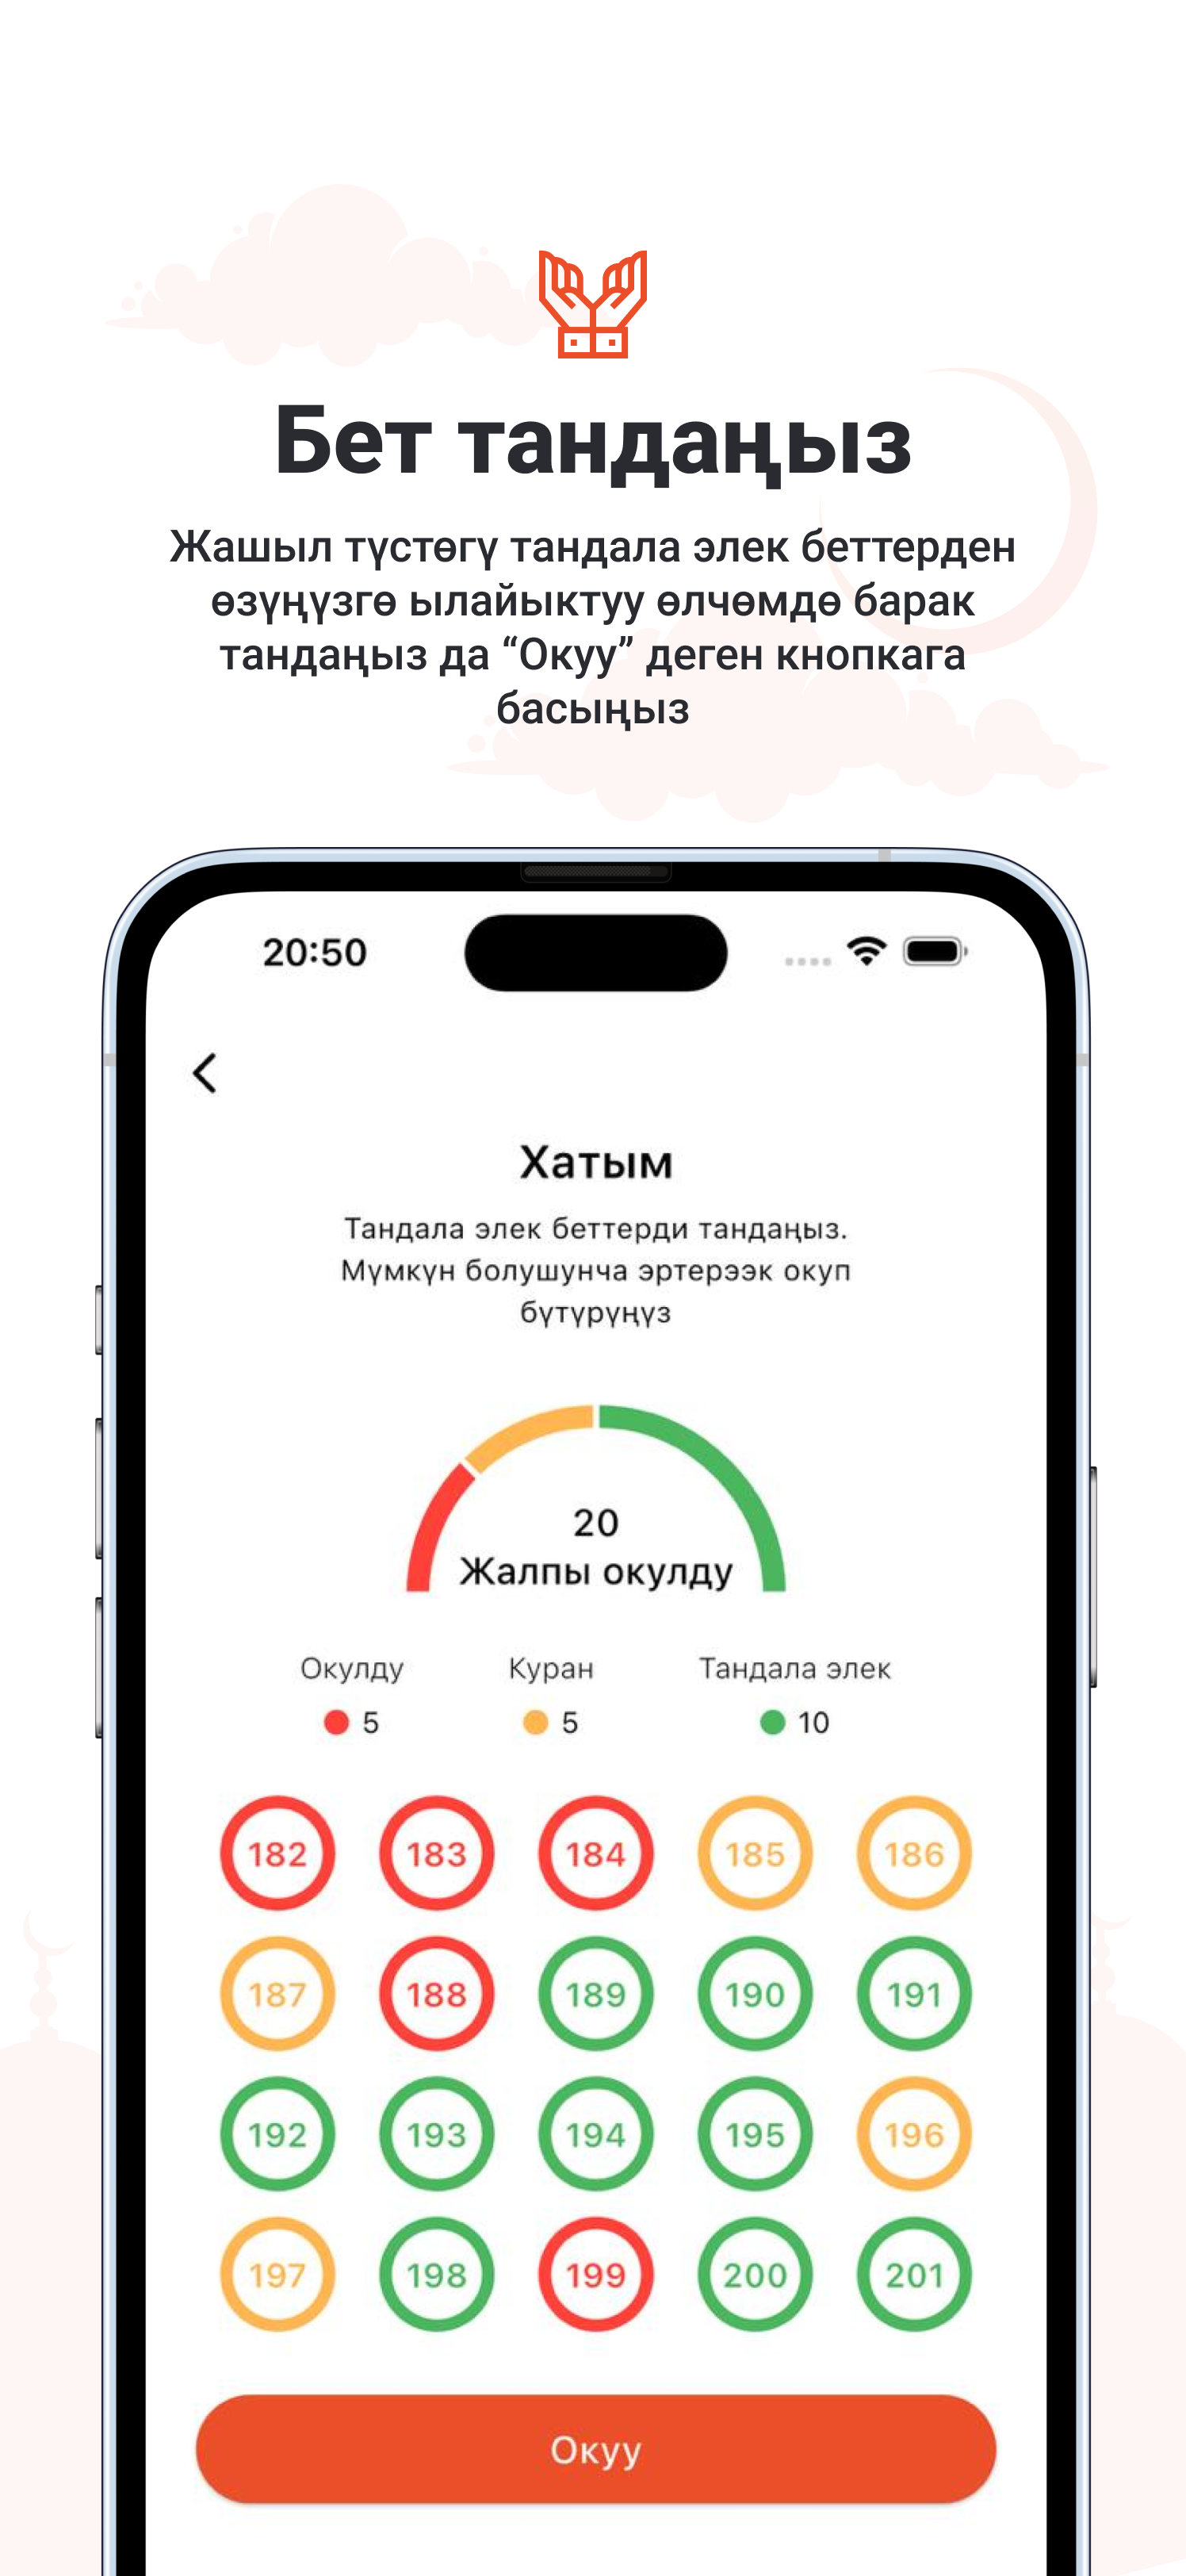 Бет тандаңыз
Жашыл түстөгү тандала элек беттерден
өзүңүзгө ылайыктуу өлчөмдө барак
тандаңыз да “Окуу” деген кнопкага
басыңыз
20:50
Хатым
Тандала элек беттерди тандаңыз.
Мүмкүн болушунча эртерээк окуп
бүтүрүңүз
20
Жалпы окулду
Окулду Куран Тандала элек
5 5 10
182 183 184 185 186
187 188 189 190 191
192 193 194 195 196
197 198 199 200 201
Окуу